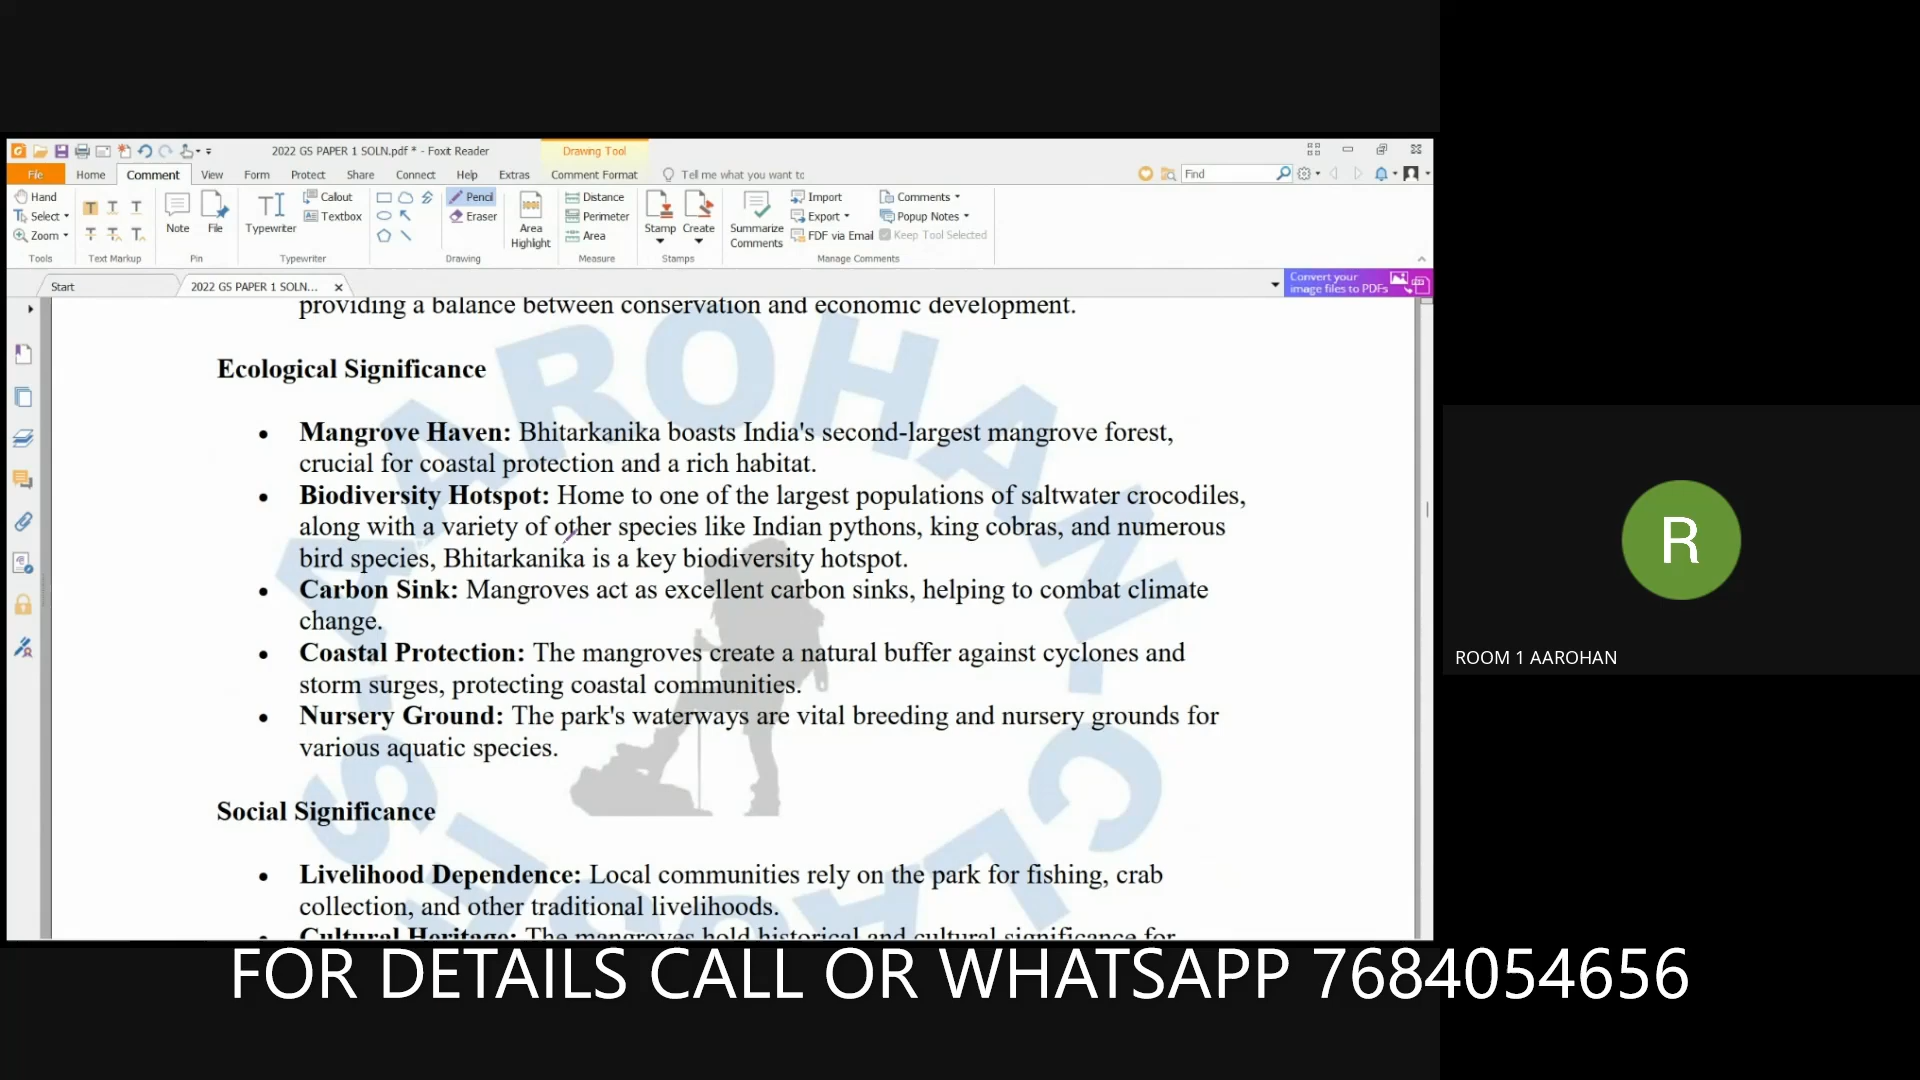 2022 GS PAPER 1 SOLN.pdf * - Foxit Reader
Drawing Tool
File Home Comment View Form Protect Share Connect Help Extras Comment Format Tell me what you want to Find
Hand
Select
Zoom
Tools
Text Markup
Note
File
Pin
Typewriter
Callout
Textbox
Typewriter
Pencil
Eraser
Drawing
Area
Highlight
Distance
Perimeter
Area
Measure
Stamp
Create
Stamps
Summarize
Comments
Import
Export
FDF via Email
Comments
Popup Notes
Keep Tool Selected
Manage Comments
Start
2022 GS PAPER 1 SOLN...
Convert your
image files to PDFs
providing a balance between conservation and economic development.
Ecological Significance
• Mangrove Haven: Bhitarkanika boasts India's second-largest mangrove forest,
crucial for coastal protection and a rich habitat.
• Biodiversity Hotspot: Home to one of the largest populations of saltwater crocodiles,
along with a variety of other species like Indian pythons, king cobras, and numerous
bird species, Bhitarkanika is a key biodiversity hotspot.
• Carbon Sink: Mangroves act as excellent carbon sinks, helping to combat climate
change.
• Coastal Protection: The mangroves create a natural buffer against cyclones and
storm surges, protecting coastal communities.
• Nursery Ground: The park's waterways are vital breeding and nursery grounds for
various aquatic species.
Social Significance
• Livelihood Dependence: Local communities rely on the park for fishing, crab
collection, and other traditional livelihoods.
• Cultural Heritage: The mangroves hold historical and cultural significance for
R
ROOM 1 AAROHAN
FOR DETAILS CALL OR WHATSAPP 7684054656